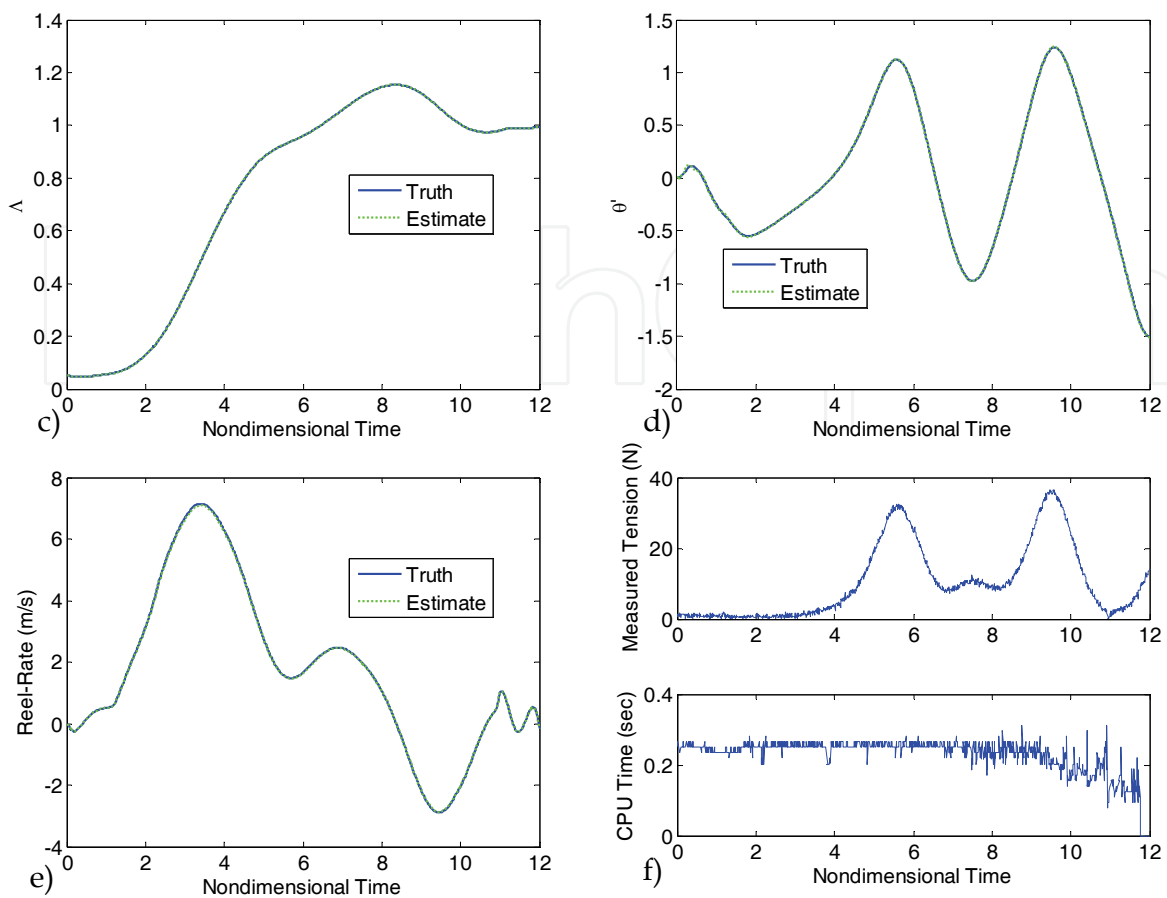 1.4
1.2
1
0.8
0.6
0.4
0.2
0
Λ
Truth
Estimate
0 2 4 6 8 10 12
c)
Nondimensional Time
1.5
1
0.5
0
-0.5
-1
-1.5
-2
θ'
Truth
Estimate
0 2 4 6 8 10 12
d)
Nondimensional Time
8
6
4
2
0
-2
-4
Reel-Rate (m/s)
Truth
Estimate
0 2 4 6 8 10 12
e)
Nondimensional Time
40
20
0
Measured Tension (N)
0 2 4 6 8 10 12
0.4
0.2
0
CPU Time (sec)
0 2 4 6 8 10 12
f)
Nondimensional Time